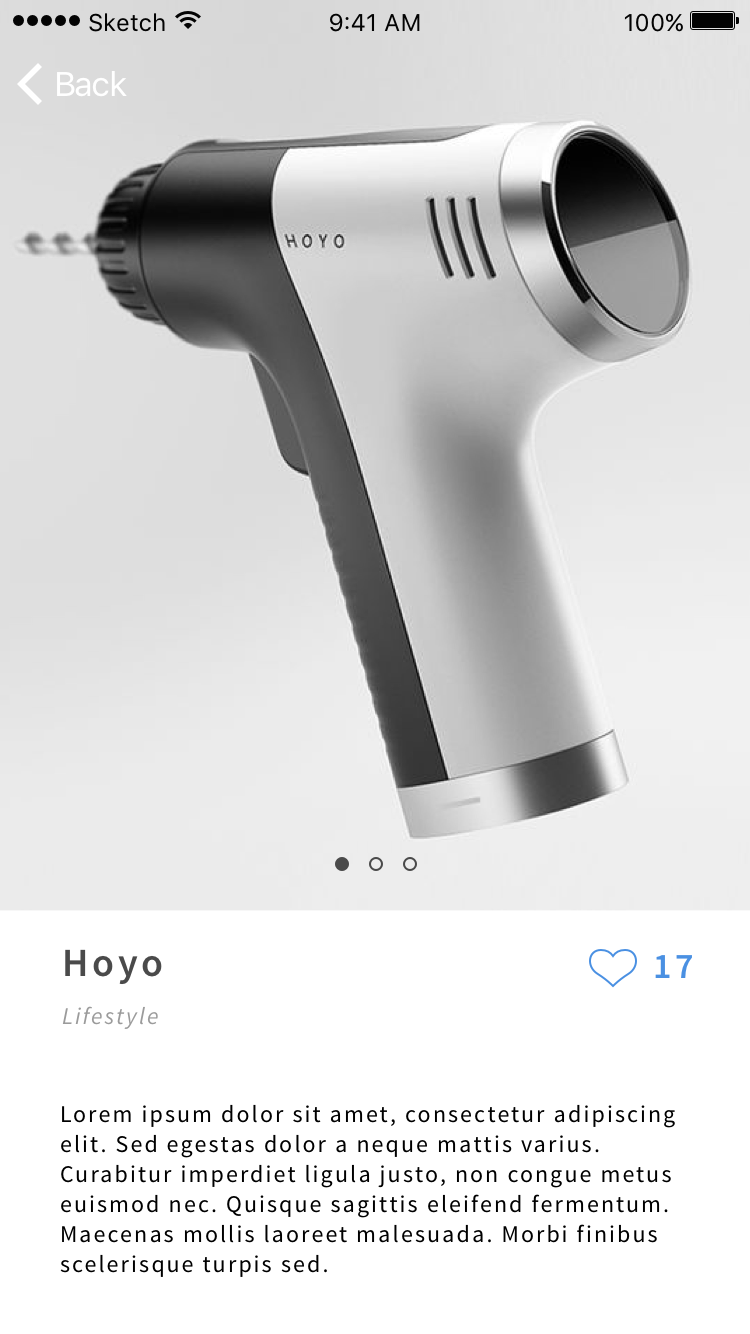 Sketch 9:41 AM 100%
Back
HOYO
Hoyo 17
Lifestyle
Lorem ipsum dolor sit amet, consectetur adipiscing
elit. Sed egestas dolor a neque mattis varius.
Curabitur imperdiet ligula justo, non congue metus
euismod nec. Quisque sagittis eleifend fermentum.
Maecenas mollis laoreet malesuada. Morbi finibus
scelerisque turpis sed.